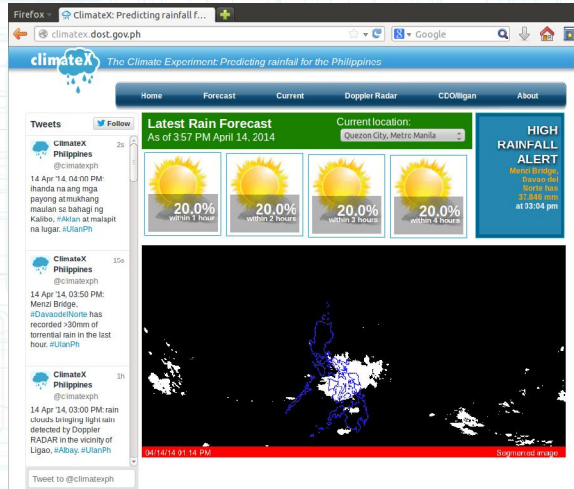 Firefox
ClimateX: Predicting rainfall f...
climatex.dost.gov.ph
Google
climateX
The Climate Experiment: Predicting rainfall for the Philippines
Home Forecast Current Doppler Radar CDO/Iligan About
Tweets
Follow
ClimateX Philippines 2s
@climatexph
14 Apr '14, 04:00 PM:
ihanda na ang mga
payong at mukhang
maulan sa bahagi ng
Kalibo, #Aklan at malapit
na lugar. #UlanPh
ClimateX Philippines 15s
@climatexph
14 Apr '14, 03:50 PM:
Menzi Bridge,
#DavaodelNorte has
recorded >30mm of
torrential rain in the last
hour. #UlanPh
ClimateX Philippines 1h
@climatexph
14 Apr '14, 03:00 PM: rain
clouds bringing light rain
detected by Doppler
RADAR in the vicinity of
Ligao, #Albay. #UlanPh
Tweet to @climatexph
Latest Rain Forecast
As of 3:57 PM April 14, 2014
Current location:
Quezon City, Metro Manila
20.0%
within 1 hour
20.0%
within 2 hours
20.0%
within 3 hours
20.0%
within 4 hours
HIGH
RAINFALL
ALERT
Menzi Bridge,
Davao del
Norte has
37.846 mm
at 03:04 pm
04/14/14 01:14 PM
Segmented image